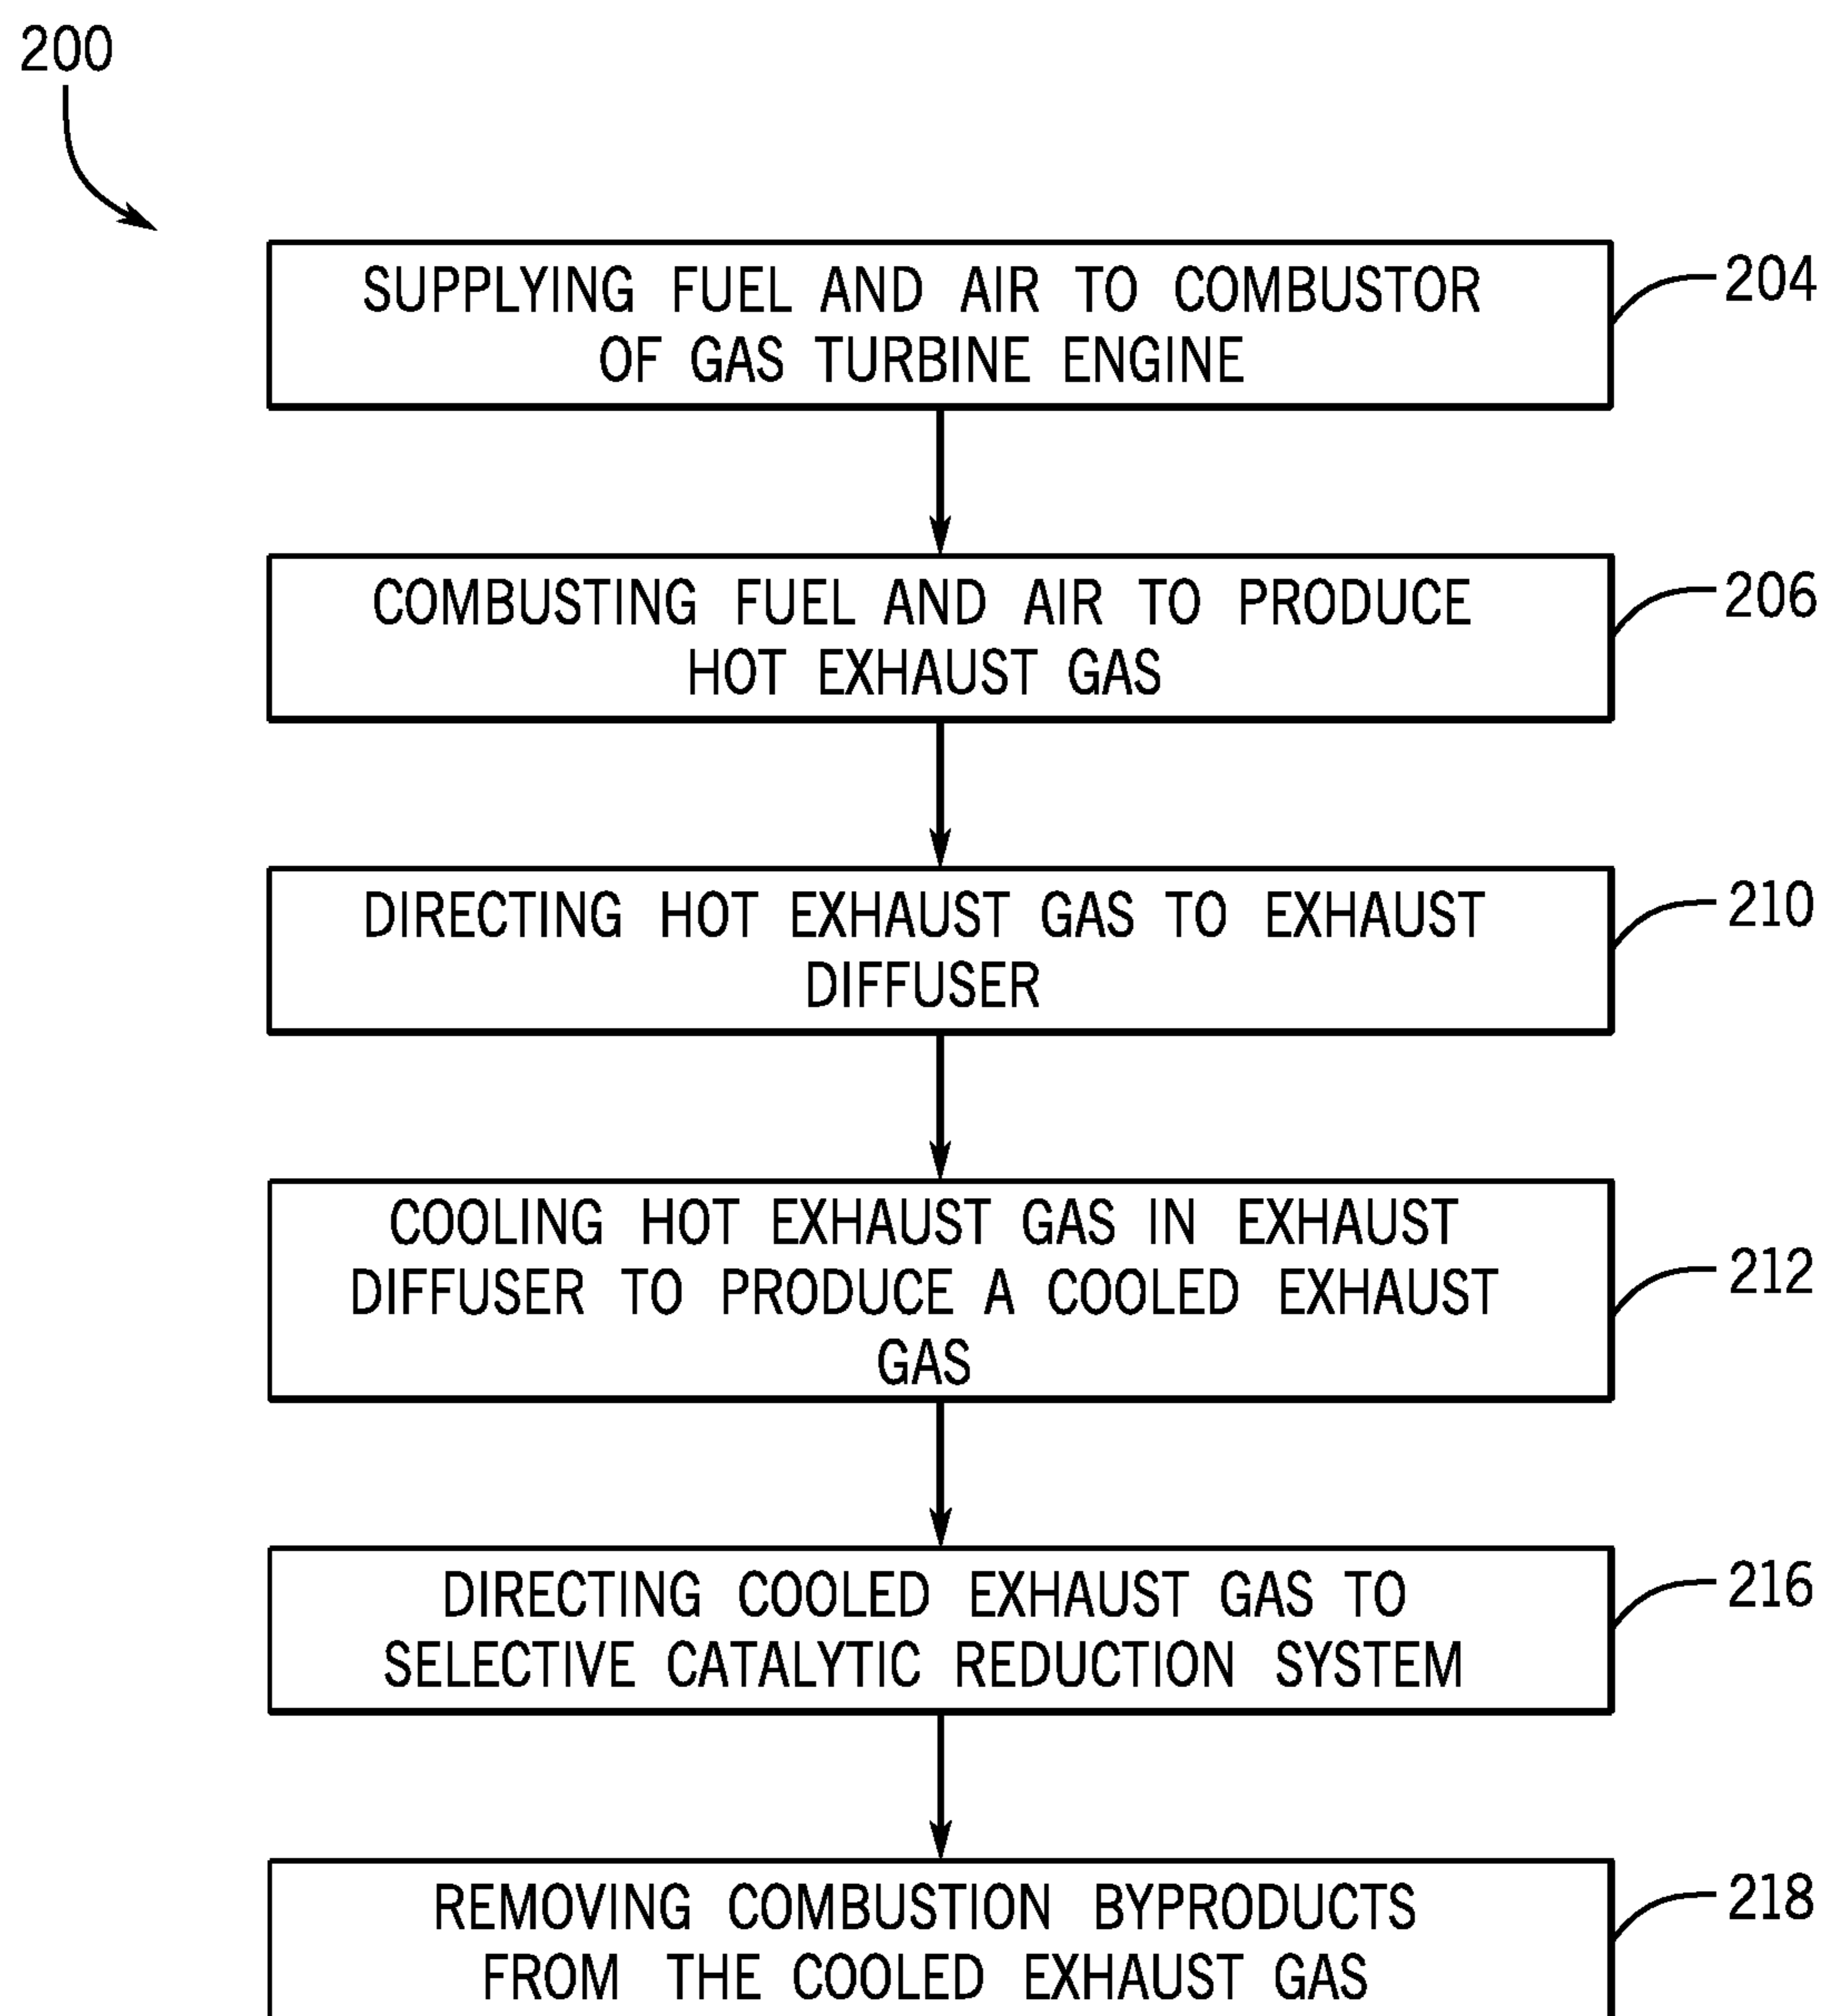 200
SUPPLYING FUEL AND AIR TO COMBUSTOR
OF GAS TURBINE ENGINE
204
COMBUSTING FUEL AND AIR TO PRODUCE
HOT EXHAUST GAS
206
DIRECTING HOT EXHAUST GAS TO EXHAUST
DIFFUSER
210
COOLING HOT EXHAUST GAS IN EXHAUST
DIFFUSER TO PRODUCE A COOLED EXHAUST
GAS
212
DIRECTING COOLED EXHAUST GAS TO
SELECTIVE CATALYTIC REDUCTION SYSTEM
216
REMOVING COMBUSTION BYPRODUCTS
FROM THE COOLED EXHAUST GAS
218